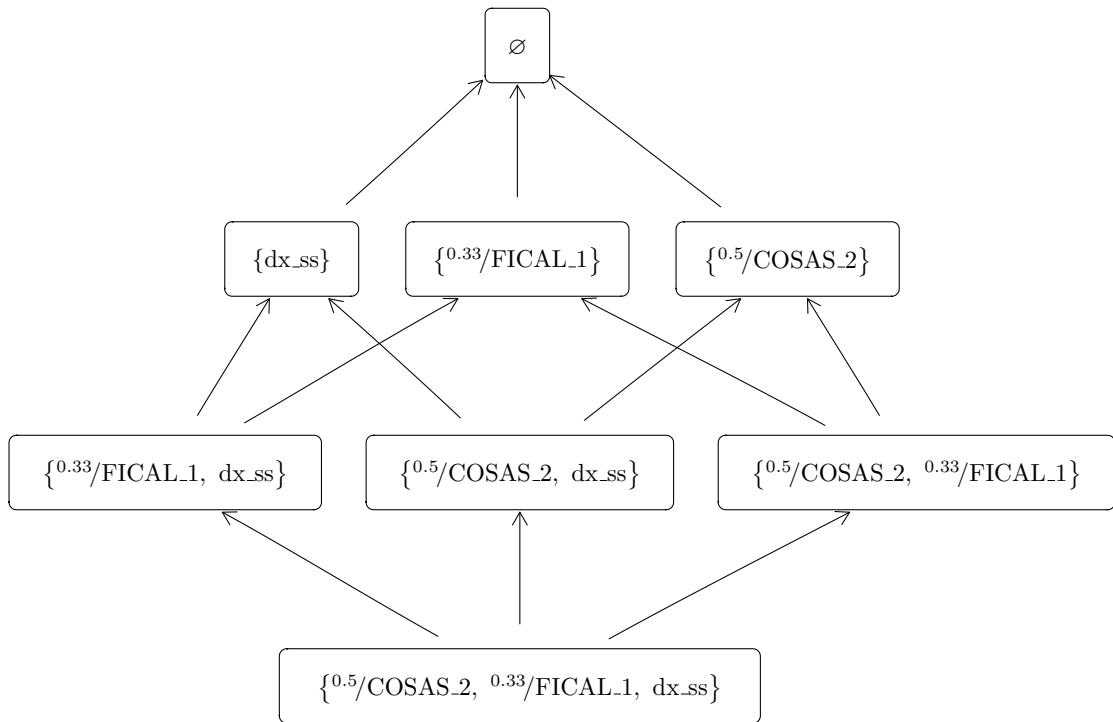 ∅
{dx_ss}
{0.33/FICAL_1}
{0.5/COSAS_2}
{0.33/FICAL_1, dx_ss}
{0.5/COSAS_2, dx_ss}
{0.5/COSAS_2, 0.33/FICAL_1}
{0.5/COSAS_2, 0.33/FICAL_1, dx_ss}